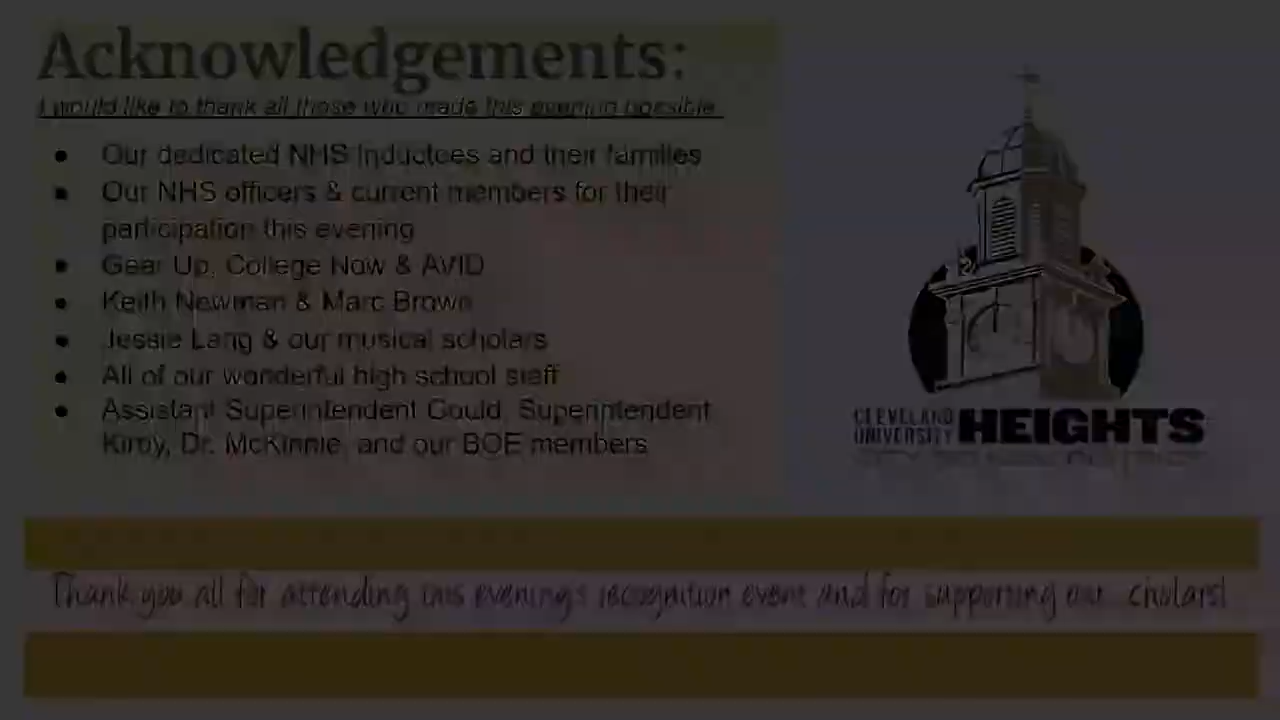 Acknowledgements:
I would like to thank all those who made this evening possible.
● Our dedicated NHS Inductees and their families
● Our NHS officers & current members for their
participation this evening
● Gear Up, College Now & AVID
● Keith Newman & Marc Brown
● Jessie Lang & our musical scholars
● All of our wonderful high school staff
● Assistant Superintendent Gould, Superintendent
Kirby, Dr. McKinnie, and our BOE members
CLEVELAND
UNIVERSITY HEIGHTS
Thank you all for attending this evening's recognition event and for supporting our scholars!